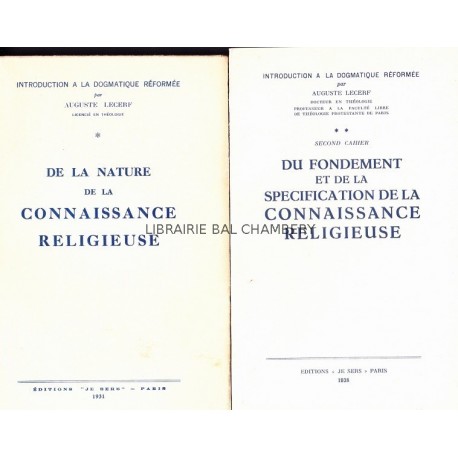 INTRODUCTION A LA DOGMATIQUE RÉFORMÉE
par
AUGUSTE LECERF
LICENCIÉ EN THÉOLOGIE
*
DE LA NATURE
DE LA
CONNAISSANCE
RELIGIEUSE
ÉDITIONS "JE SERS" – PARIS
1931
INTRODUCTION A LA DOGMATIQUE RÉFORMÉE
par
AUGUSTE LECERF
DOCTEUR EN THÉOLOGIE
PROFESSEUR A LA FACULTÉ LIBRE
DE THÉOLOGIE PROTESTANTE DE PARIS
* *
SECOND CAHIER
DU FONDEMENT
ET DE LA
SPECIFICATION DE LA
CONNAISSANCE
RELIGIEUSE
EDITIONS « JE SERS » PARIS
1938
LIBRAIRIE BAL CHAMBERY